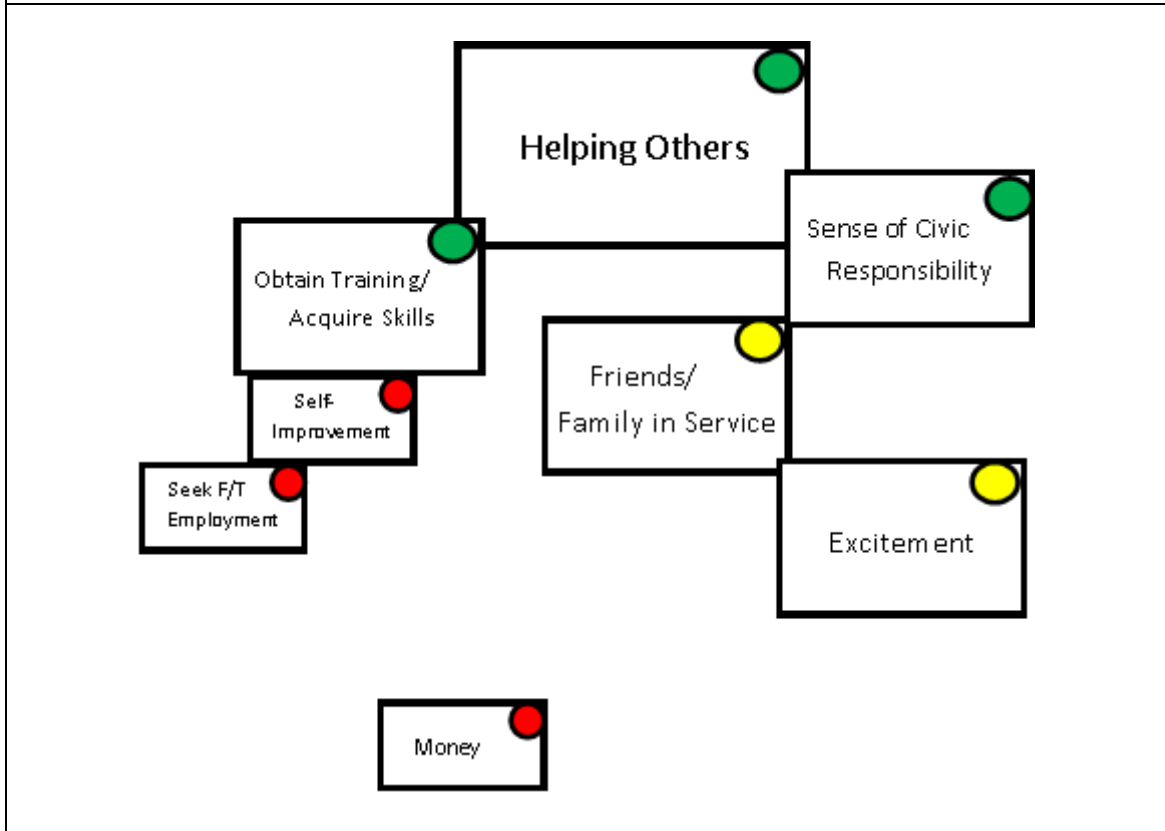 Helping Others
Sense of Civic
Responsibility
Obtain Training/
Acquire Skills
Friends/
Family in Service
Self-
Improvement
Seek F/T
Employment
Excitement
Money